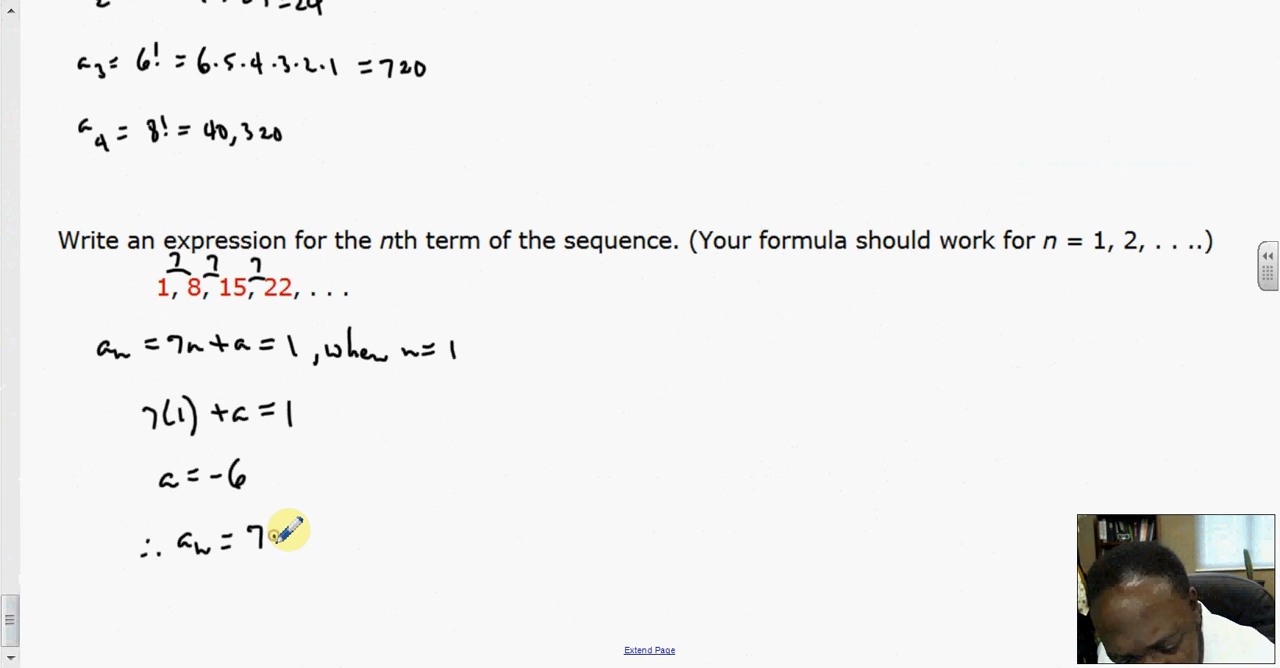 = 24
a₃ = 6! = 6·5·4·3·2·1 = 720
a₄ = 8! = 40,320
Write an expression for the nth term of the sequence. (Your formula should work for n = 1, 2, . . ..)
7 7 7
1, 8, 15, 22, . . .
aₙ = 7n + a = 1, when n = 1
7(1) + a = 1
a = -6
∴ aₙ = 7
Extend Page